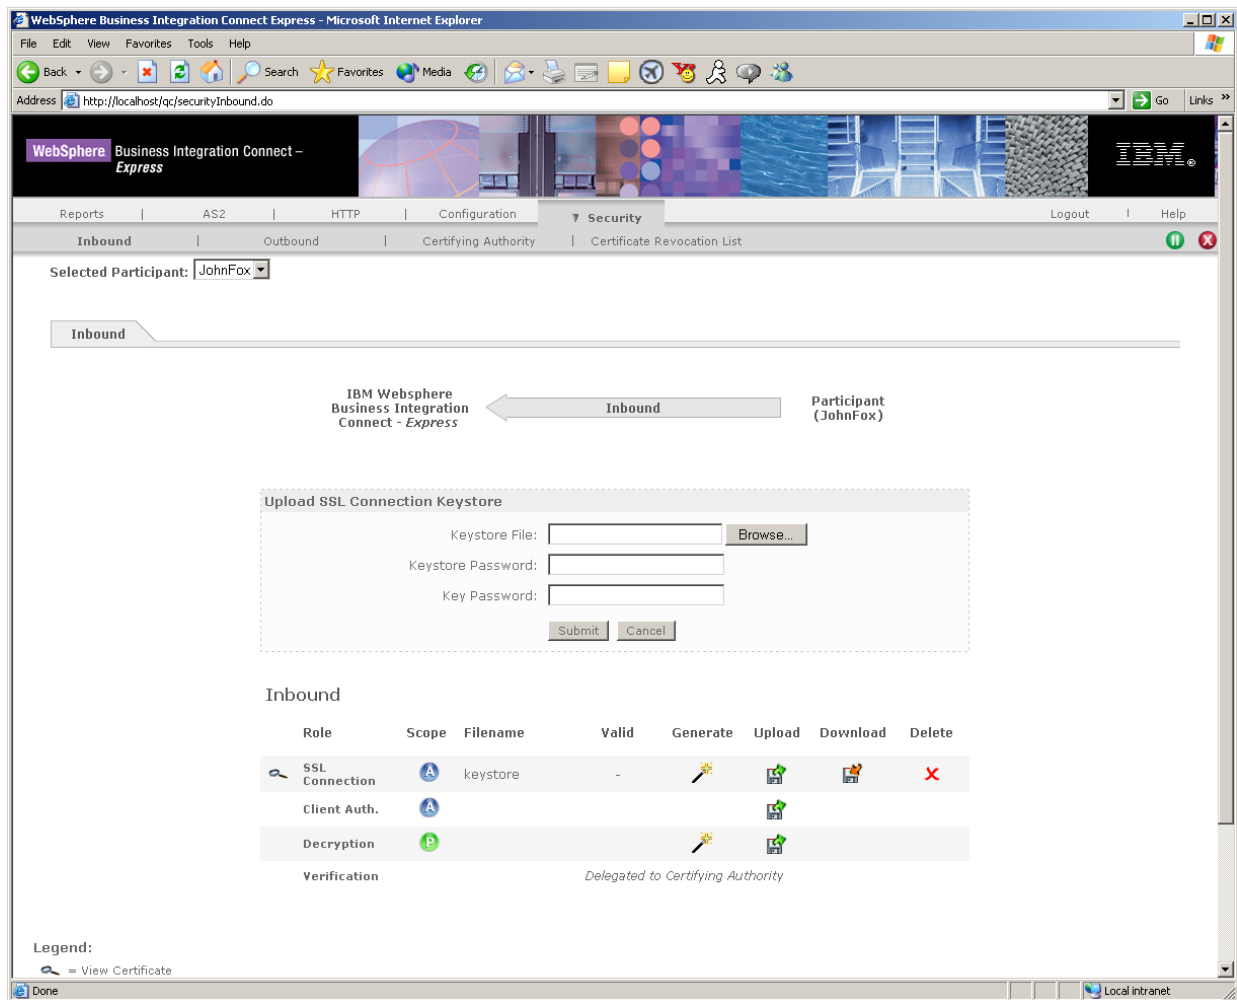 WebSphere Business Integration Connect Express - Microsoft Internet Explorer
File Edit View Favorites Tools Help
Back Search Favorites Media
Address http://localhost/qc/securityInbound.do Go Links »
WebSphere Business Integration Connect –
Express
IBM
Reports | AS2 | HTTP | Configuration Security Logout | Help
Inbound | Outbound | Certifying Authority | Certificate Revocation List
Selected Participant: JohnFox
Inbound
IBM Websphere
Business Integration
Connect - Express
Inbound
Participant
(JohnFox)
Upload SSL Connection Keystore
Keystore File: Browse...
Keystore Password:
Key Password:
Submit Cancel
Inbound
Role Scope Filename Valid Generate Upload Download Delete
SSL
Connection A keystore -
Client Auth. A
Decryption P
Verification Delegated to Certifying Authority
Legend:
= View Certificate
Done Local intranet